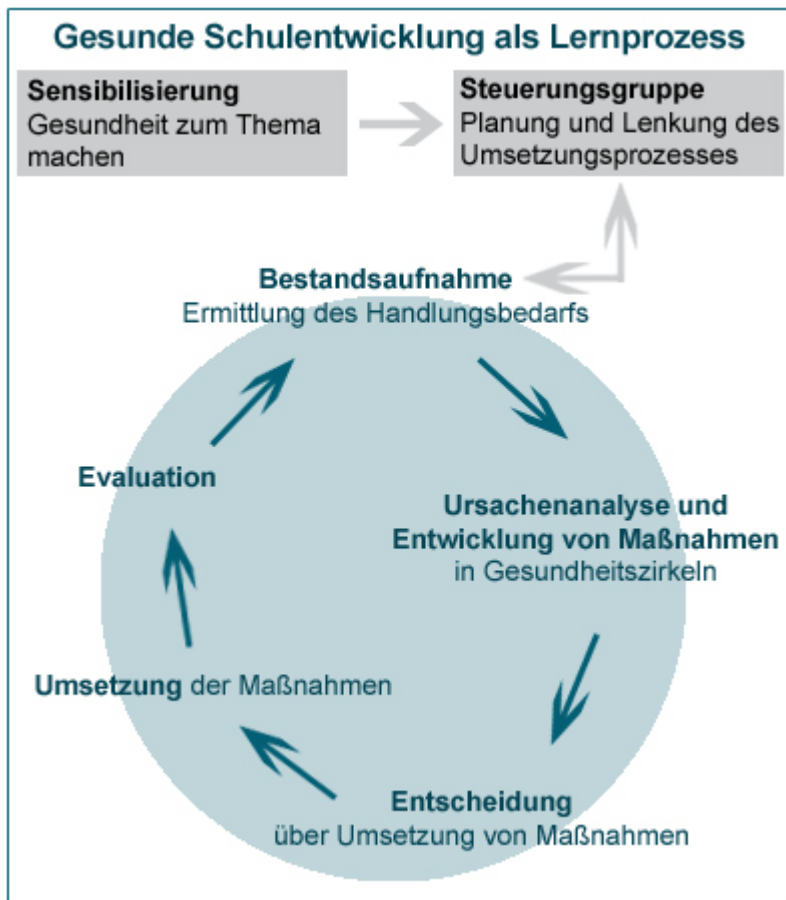 Gesunde Schulentwicklung als Lernprozess
Sensibilisierung
Gesundheit zum Thema
machen
Steuerungsgruppe
Planung und Lenkung des
Umsetzungsprozesses
Bestandsaufnahme
Ermittlung des Handlungsbedarfs
Ursachenanalyse und
Entwicklung von Maßnahmen
in Gesundheitszirkeln
Entscheidung
über Umsetzung von Maßnahmen
Umsetzung der Maßnahmen
Evaluation